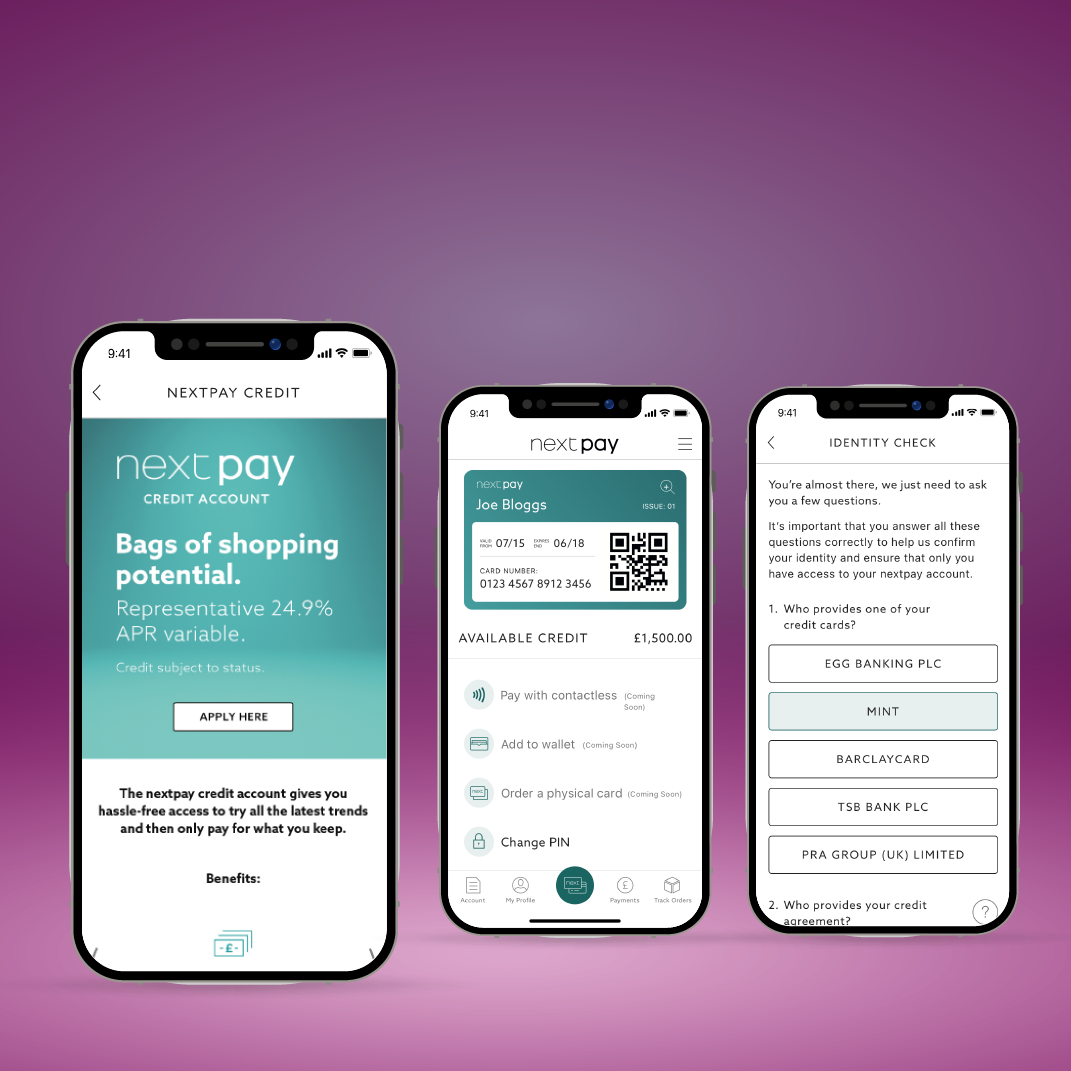 9:41
NEXTPAY CREDIT
next pay
CREDIT ACCOUNT
Bags of shopping
potential.
Representative 24.9%
APR variable.
Credit subject to status.
APPLY HERE
The nextpay credit account gives you
hassle-free access to try all the latest trends
and then only pay for what you keep.
Benefits:
- £ -
9:41
next pay
next pay
Joe Bloggs
ISSUE: 01
VALID
FROM
07/15
EXPIRES
END
06/18
CARD NUMBER:
0123 4567 8912 3456
AVAILABLE CREDIT £1,500.00
Pay with contactless (Coming
Soon)
Add to wallet (Coming Soon)
next
Order a physical card (Coming Soon)
Change PIN
next
£
Account My Profile Payments Track Orders
9:41
IDENTITY CHECK
You're almost there, we just need to ask
you a few questions.
It's important that you answer all these
questions correctly to help us confirm
your identity and ensure that only you
have access to your nextpay account.
1. Who provides one of your
credit cards?
EGG BANKING PLC
MINT
BARCLAYCARD
TSB BANK PLC
PRA GROUP (UK) LIMITED
2. Who provides your credit
agreement?
?